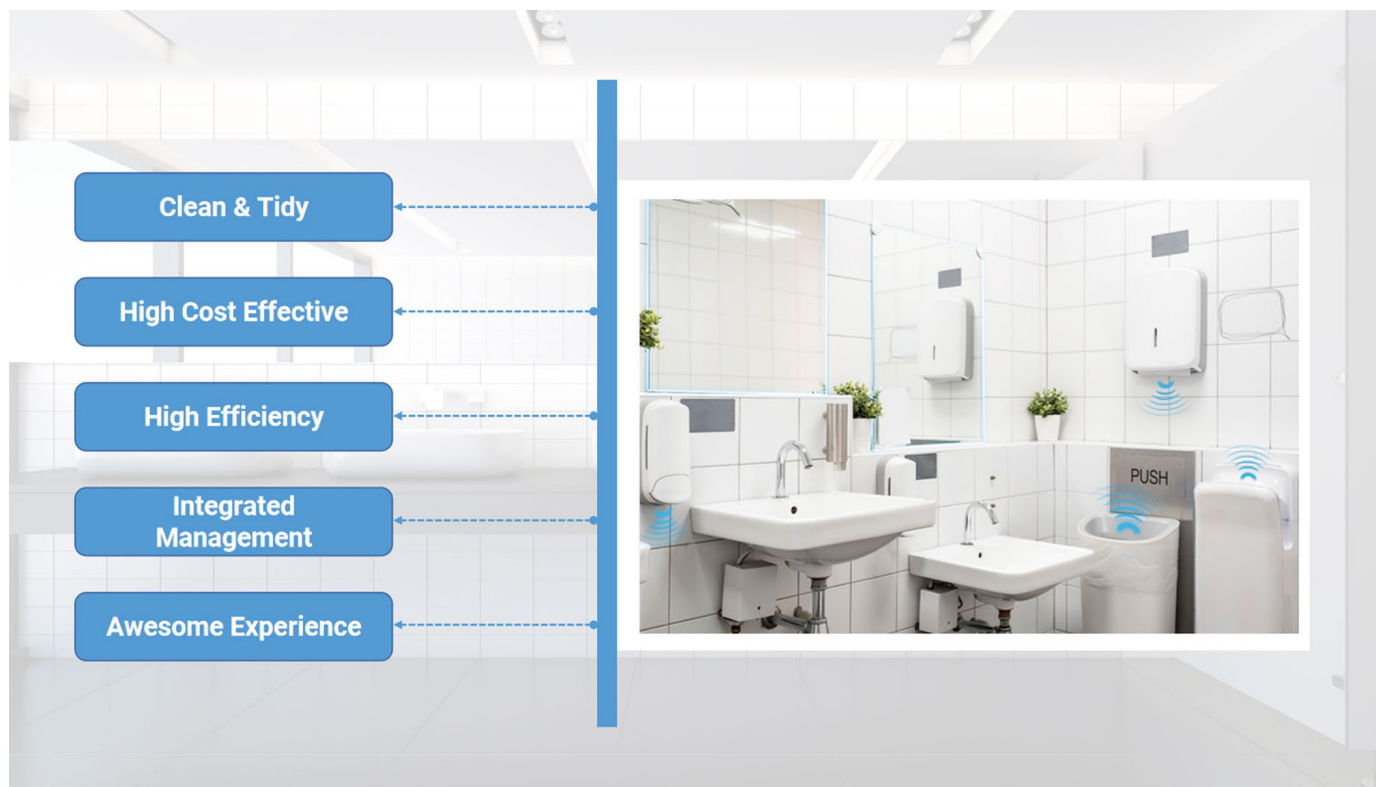 Clean & Tidy
High Cost Effective
High Efficiency
Integrated
Management
Awesome Experience
PUSH